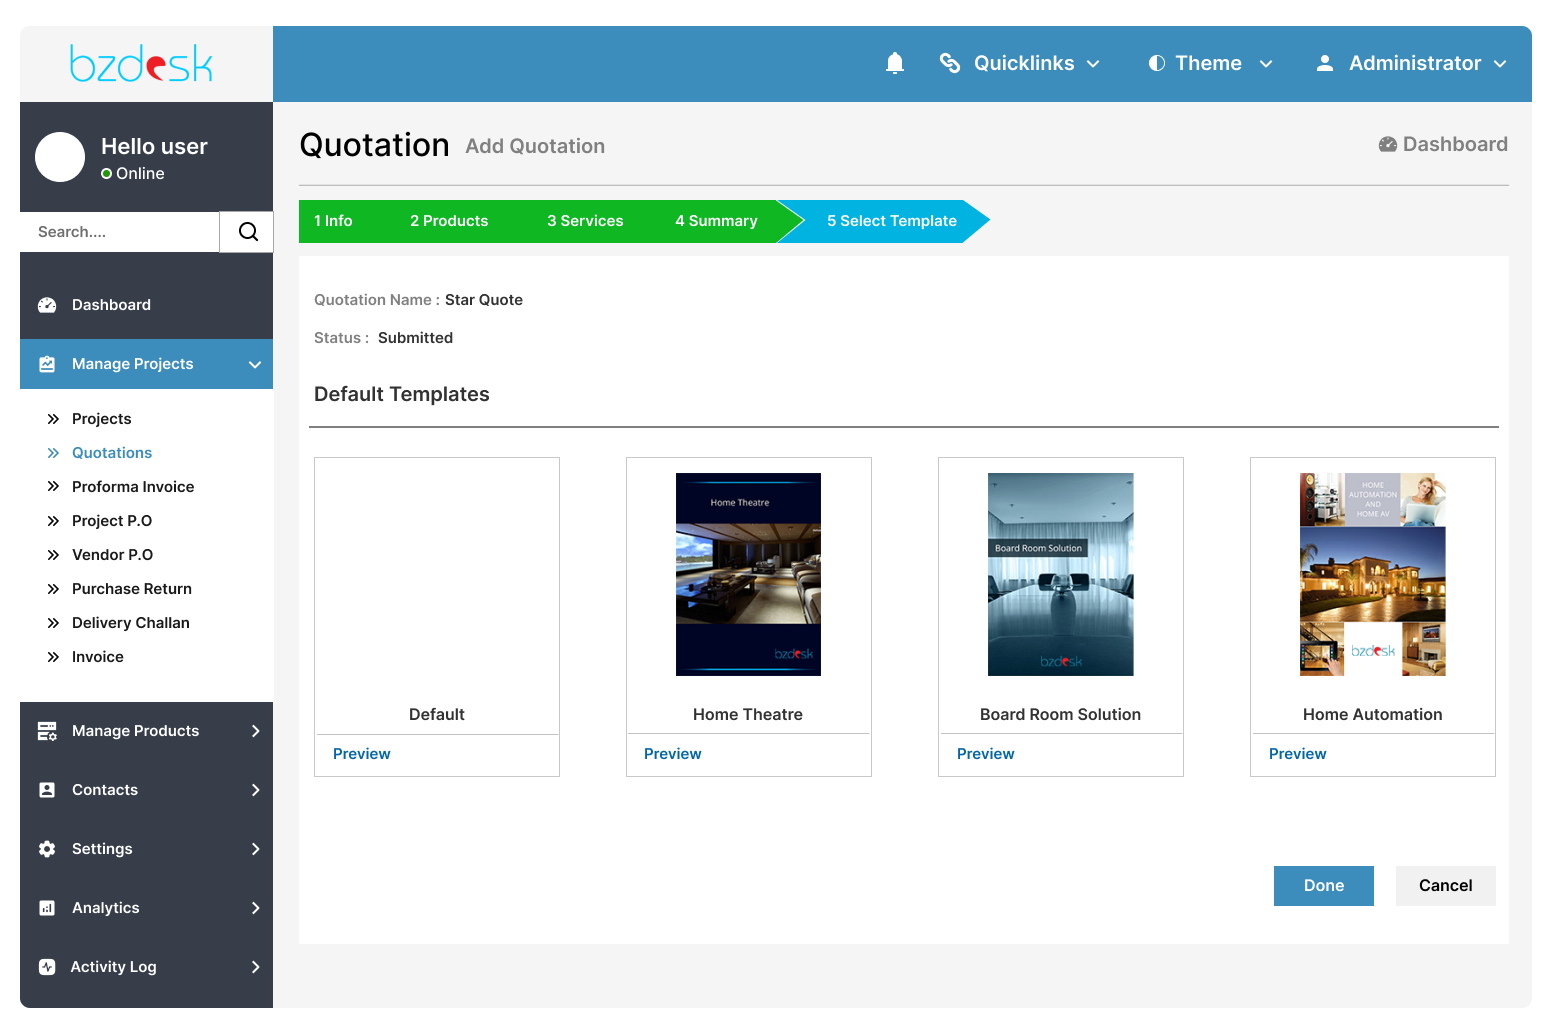 bzdesk
Quicklinks
Theme
Administrator
Hello user
Online
Search....
Dashboard
Manage Projects
Projects
Quotations
Proforma Invoice
Project P.O
Vendor P.O
Purchase Return
Delivery Challan
Invoice
Manage Products
Contacts
Settings
Analytics
Activity Log
Quotation Add Quotation
Dashboard
1 Info 2 Products 3 Services 4 Summary 5 Select Template
Quotation Name : Star Quote
Status : Submitted
Default Templates
Default
Preview
Home Theatre
bzdesk
Home Theatre
Preview
Board Room Solution
bzdesk
Board Room Solution
Preview
HOME
AUTOMATION
AND
HOME AV
bzdesk
Home Automation
Preview
Done
Cancel